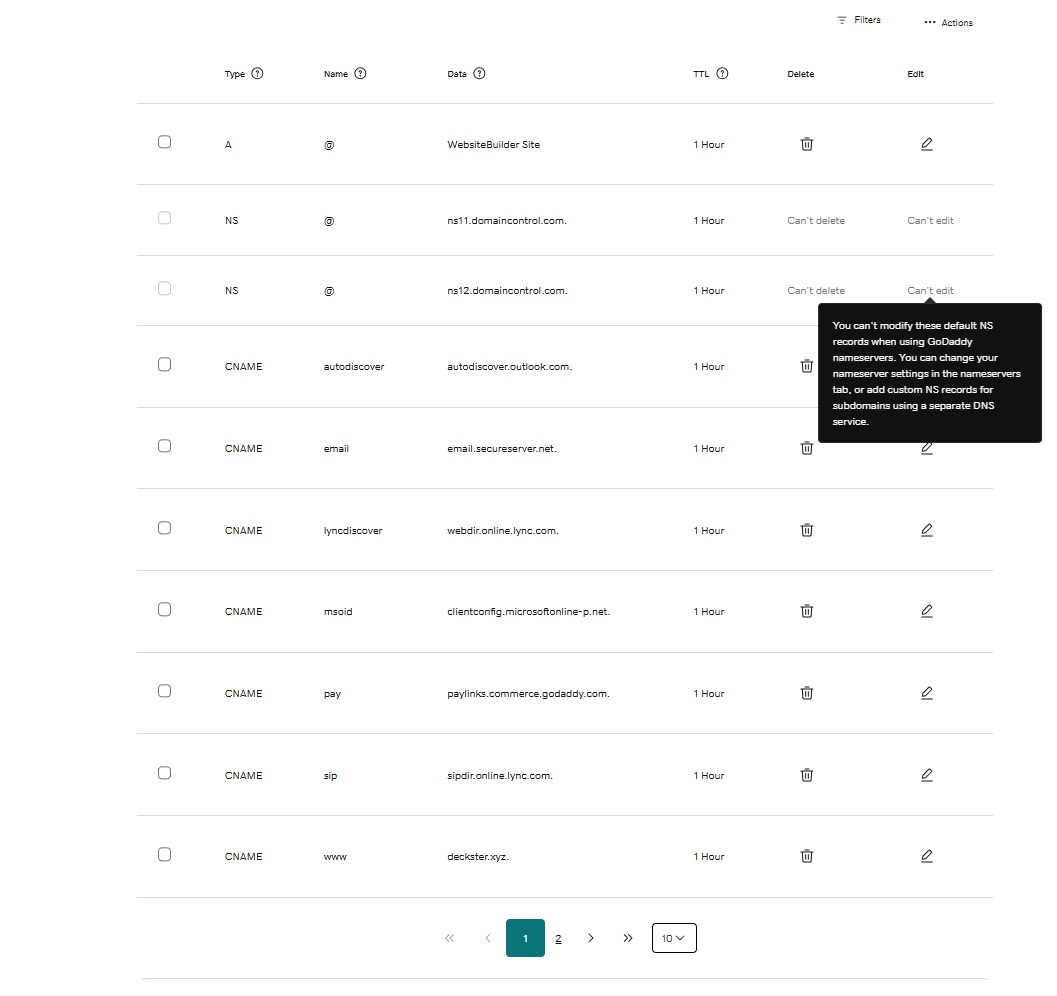 Filters
Actions
Type Name Data TTL Delete Edit
A @ WebsiteBuilder Site 1 Hour
NS @ ns11.domaincontrol.com. 1 Hour Can't delete Can't edit
NS @ ns12.domaincontrol.com. 1 Hour Can't delete Can't edit
You can't modify these default NS
records when using GoDaddy
nameservers. You can change your
nameserver settings in the nameservers
tab, or add custom NS records for
subdomains using a separate DNS
service.
CNAME autodiscover autodiscover.outlook.com. 1 Hour
CNAME email email.secureserver.net. 1 Hour
CNAME lyncdiscover webdir.online.lync.com. 1 Hour
CNAME msoid clientconfig.microsoftonline-p.net. 1 Hour
CNAME pay paylinks.commerce.godaddy.com. 1 Hour
CNAME sip sipdir.online.lync.com. 1 Hour
CNAME www deckster.xyz. 1 Hour
1 2 10